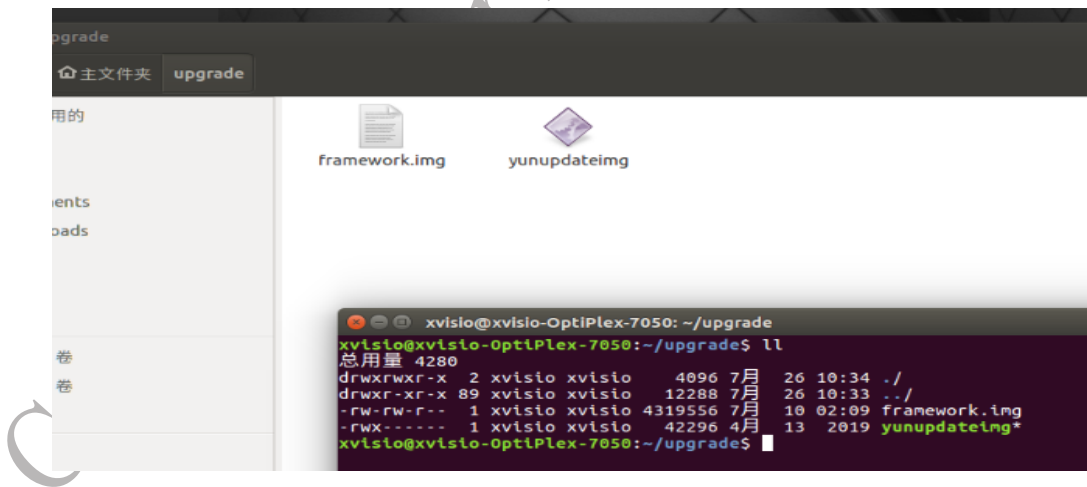 pgrade
主文件夹 upgrade
用的
ents
oads
卷
卷
framework.img yunupdateimg
xvisio@xvisio-OptiPlex-7050: ~/upgrade
xvisio@xvisio-OptiPlex-7050:~/upgrade$ ll
总用量 4280
drwxrwxr-x 2 xvisio xvisio 4096 7月 26 10:34 ./
drwxr-xr-x 89 xvisio xvisio 12288 7月 26 10:33 ../
-rw-rw-r-- 1 xvisio xvisio 4319556 7月 10 02:09 framework.img
-rwx------ 1 xvisio xvisio 42296 4月 13 2019 yunupdateimg*
xvisio@xvisio-OptiPlex-7050:~/upgrade$